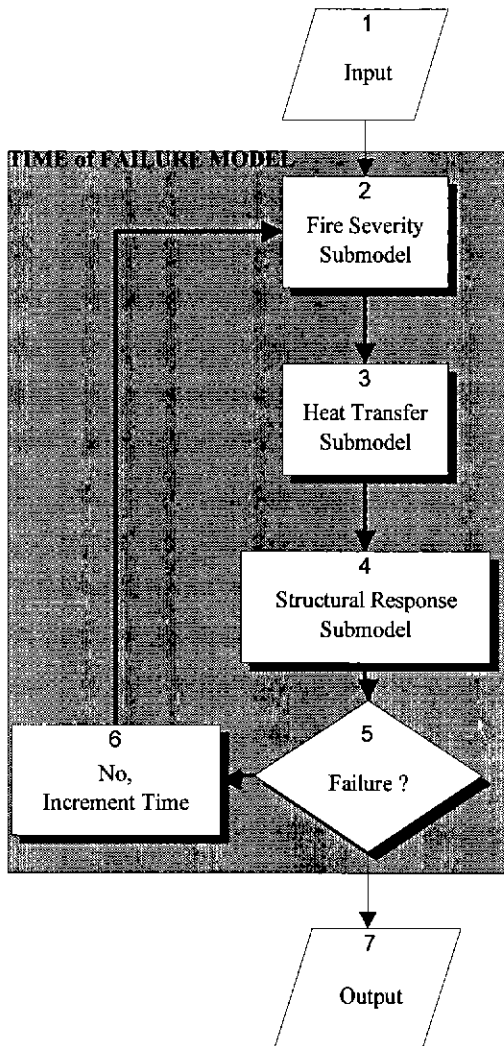 1
Input
TIME of FAILURE MODEL
2
Fire Severity
Submodel
3
Heat Transfer
Submodel
4
Structural Response
Submodel
5
Failure ?
6
No,
Increment Time
7
Output